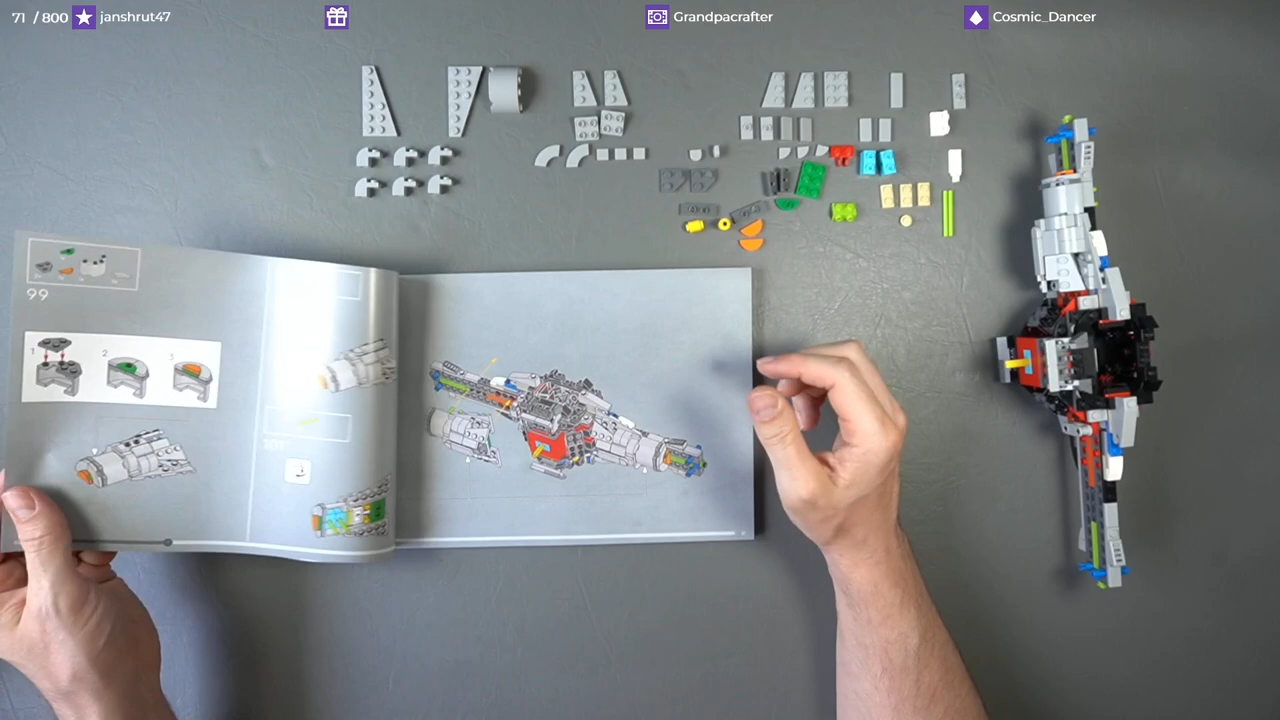 71 / 800 janshrut47
Grandpacrafter
Cosmic_Dancer
99
1
2
3